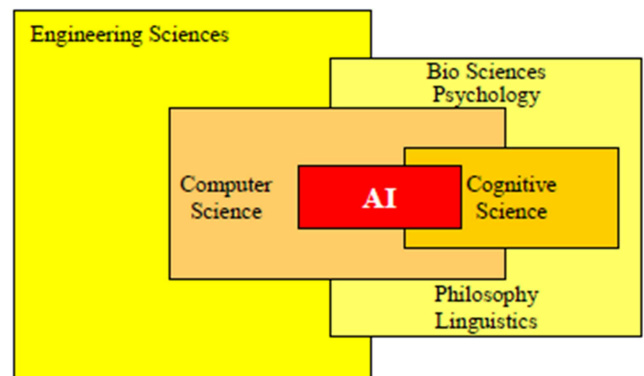 Engineering Sciences
Bio Sciences
Psychology
Computer
Science
AI
Cognitive
Science
Philosophy
Linguistics